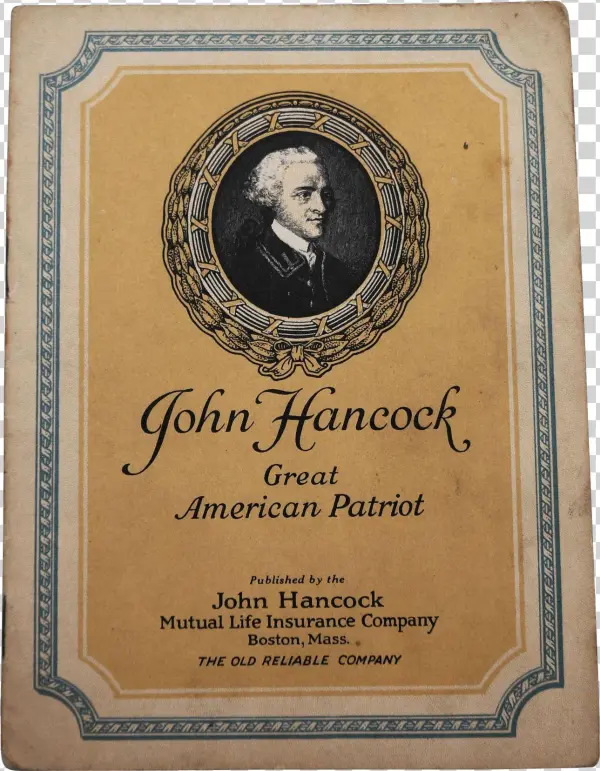 John Hancock
Great
American Patriot
Published by the
John Hancock
Mutual Life Insurance Company
Boston, Mass.
THE OLD RELIABLE COMPANY